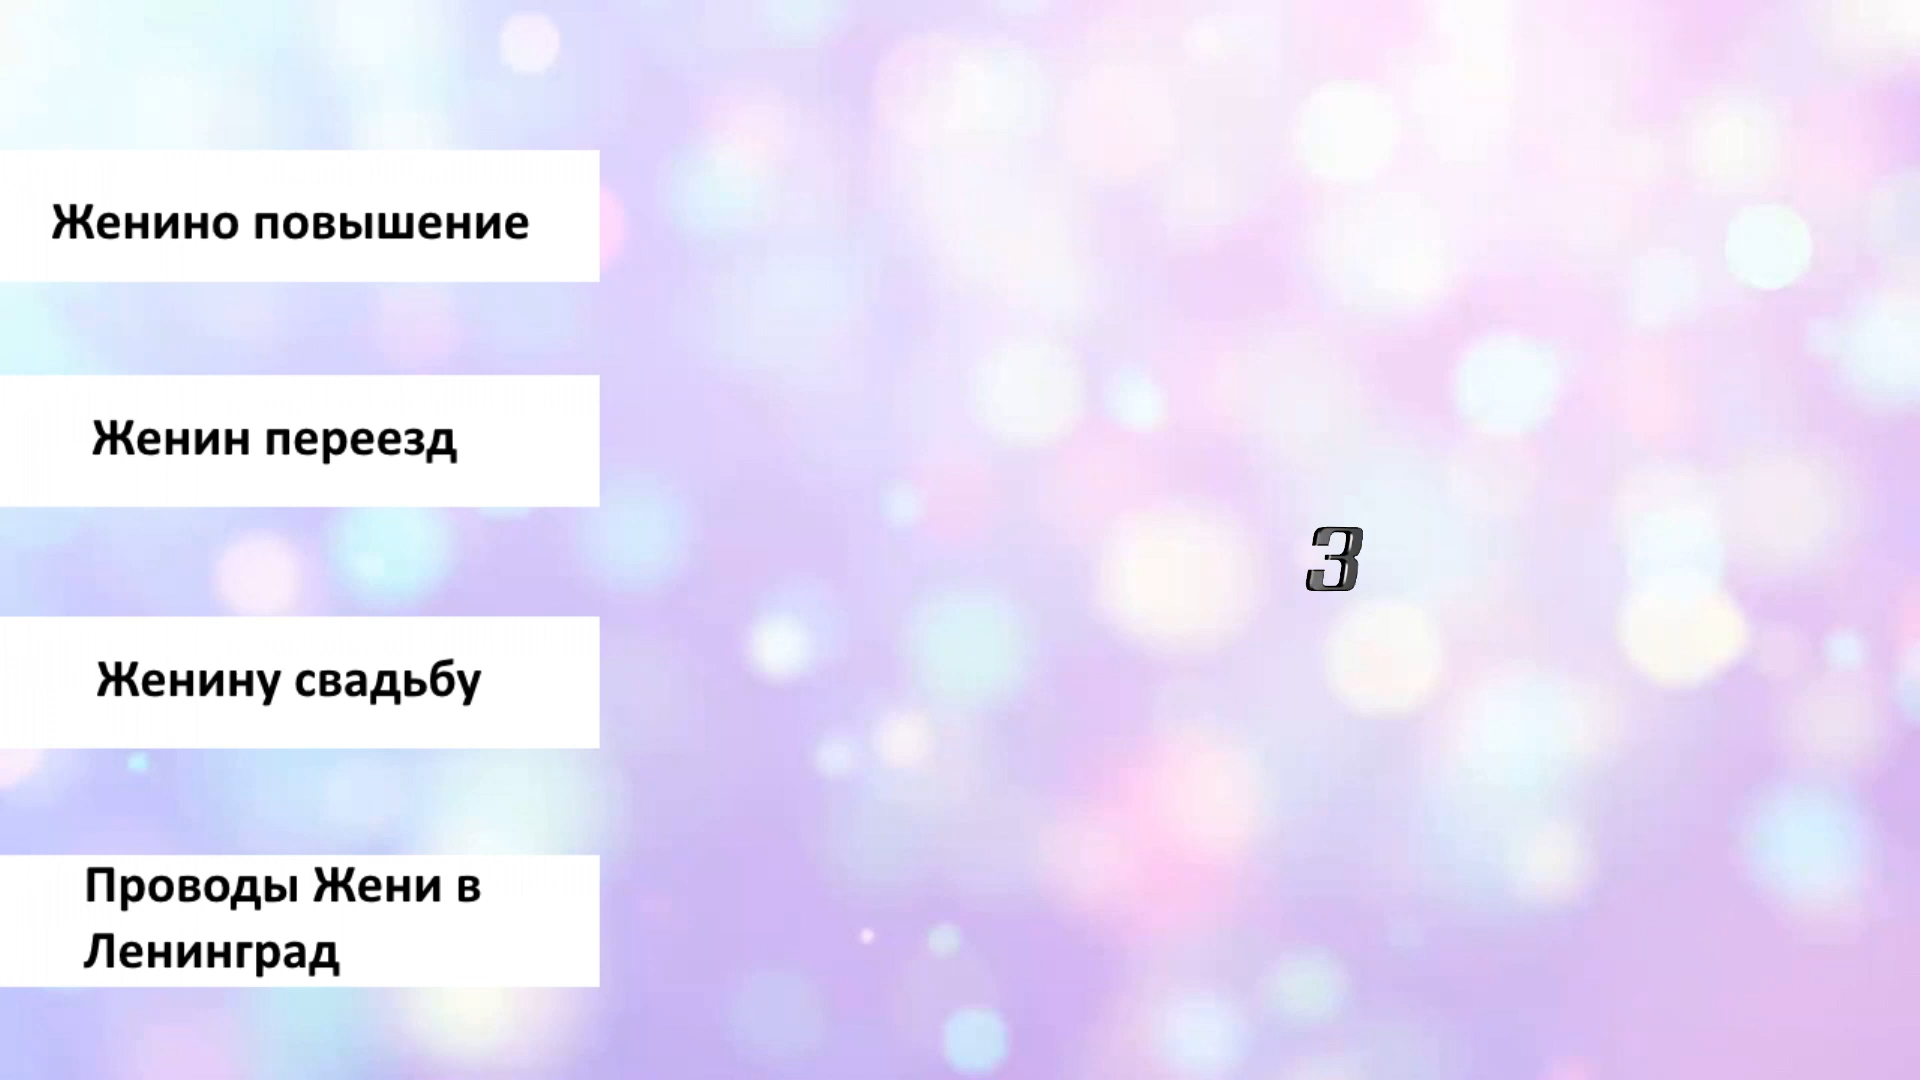 Женино повышение
Женин переезд
3
Женину свадьбу
Проводы Жени в
Ленинград